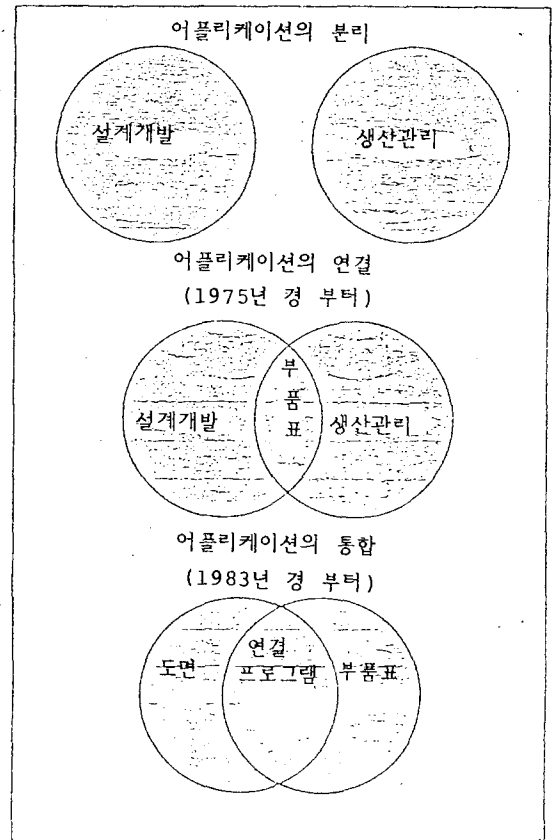 어플리케이션의 분리
설계개발 생산관리
어플리케이션의 연결
(1975년 경 부터)
부
품
표
설계개발 생산관리
어플리케이션의 통합
(1983년 경 부터)
연결
도면 프로그램 부품표